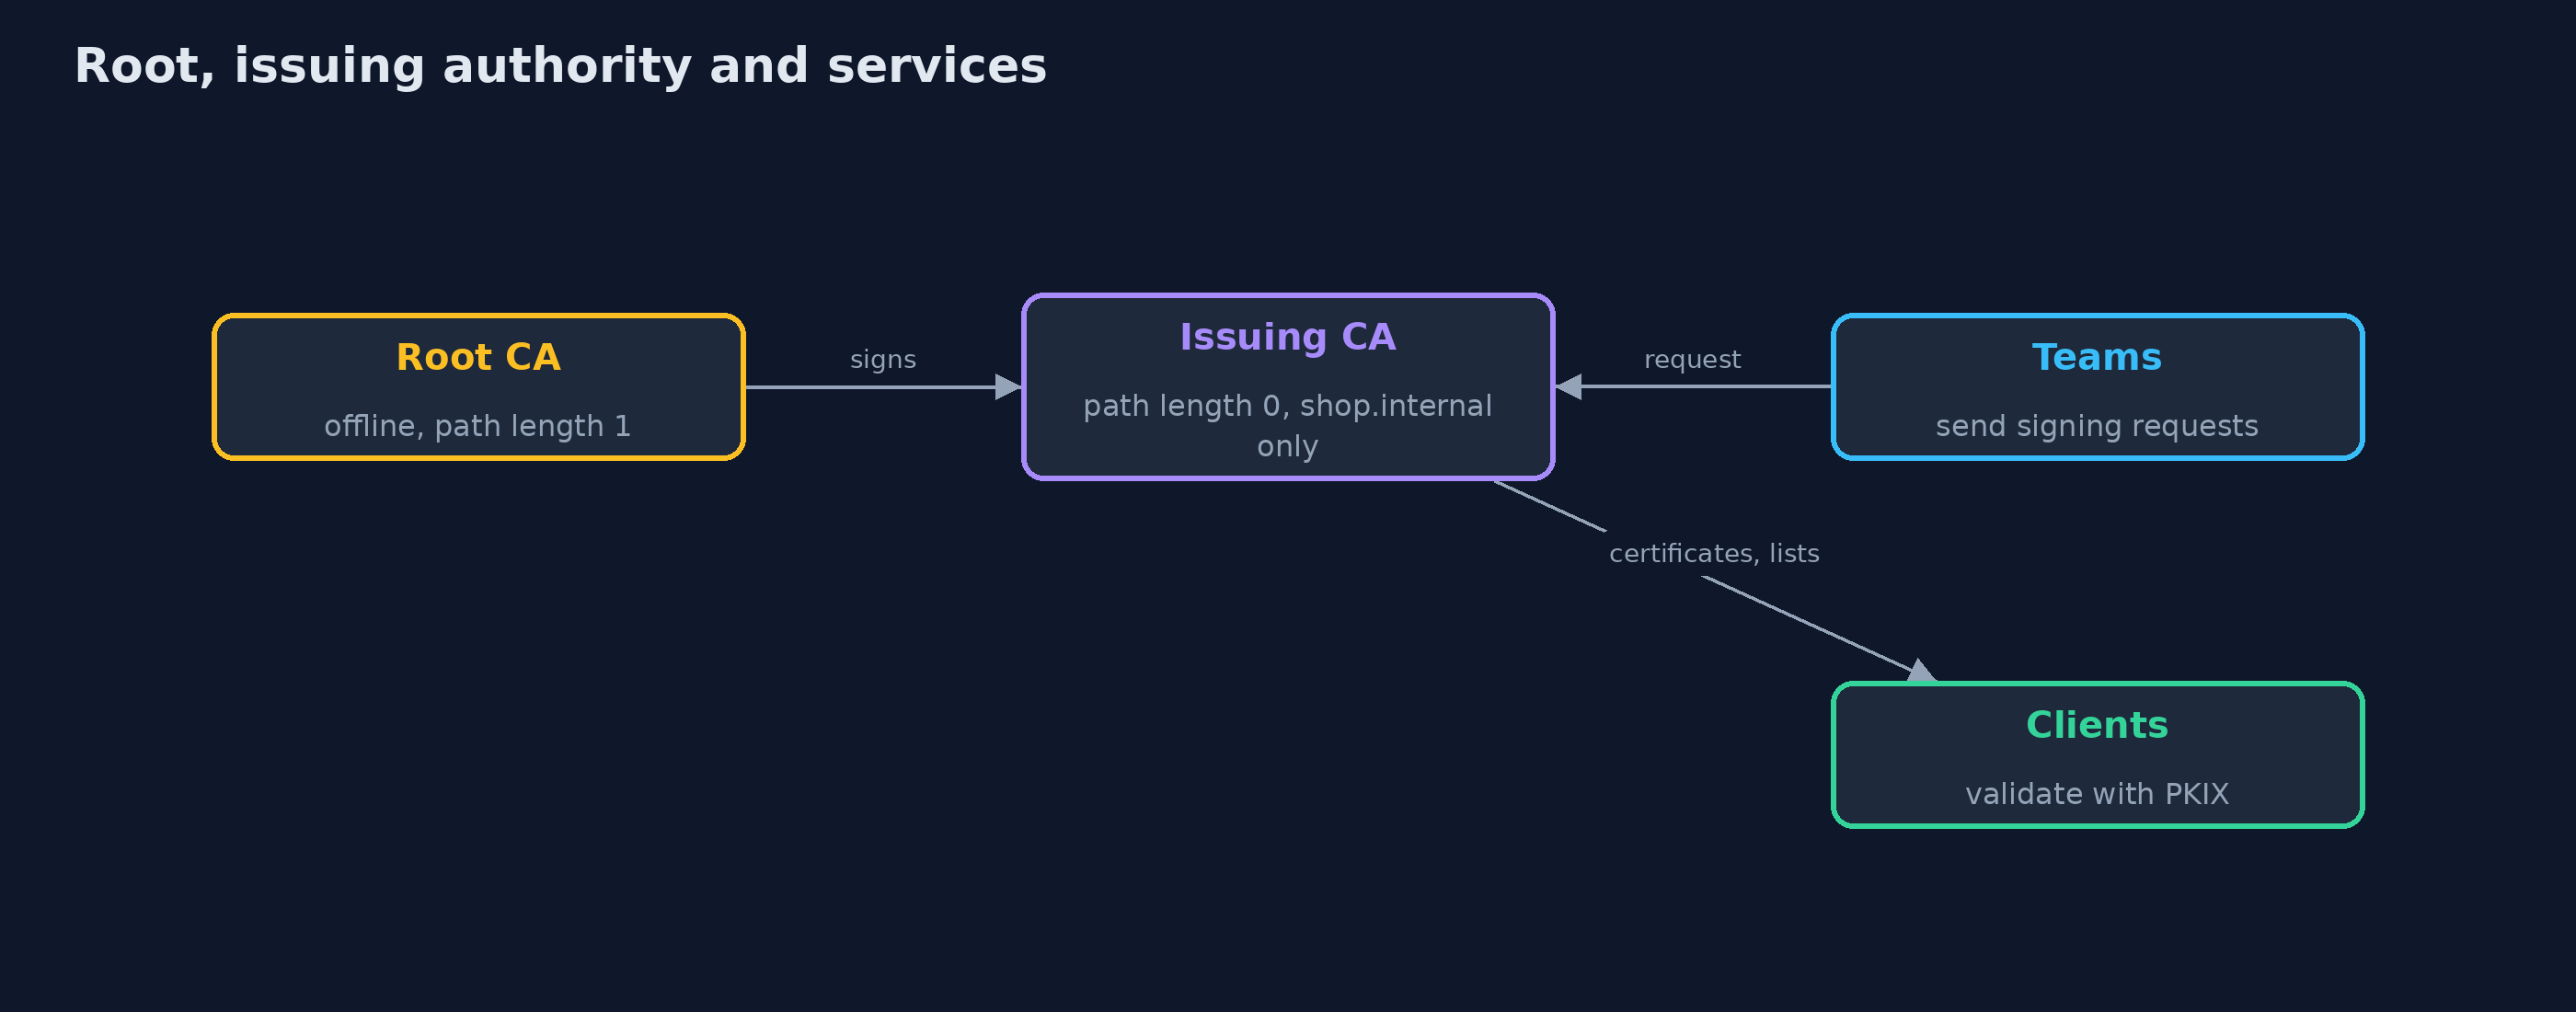 Root, issuing authority and services
Root CA
offline, path length 1
signs
Issuing CA
path length 0, shop.internal
only
request
Teams
send signing requests
certificates, lists
Clients
validate with PKIX